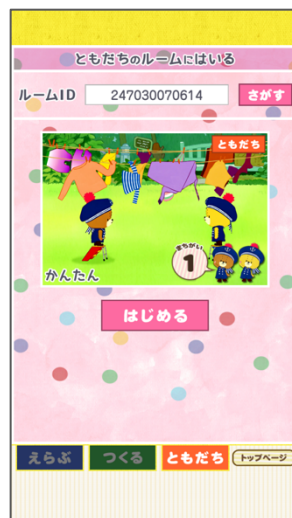 ともだちのルームにはいる
ルームID 247030070614 さがす
ともだち
まちがい
1
かんたん
はじめる
えらぶ つくる ともだち トップページ